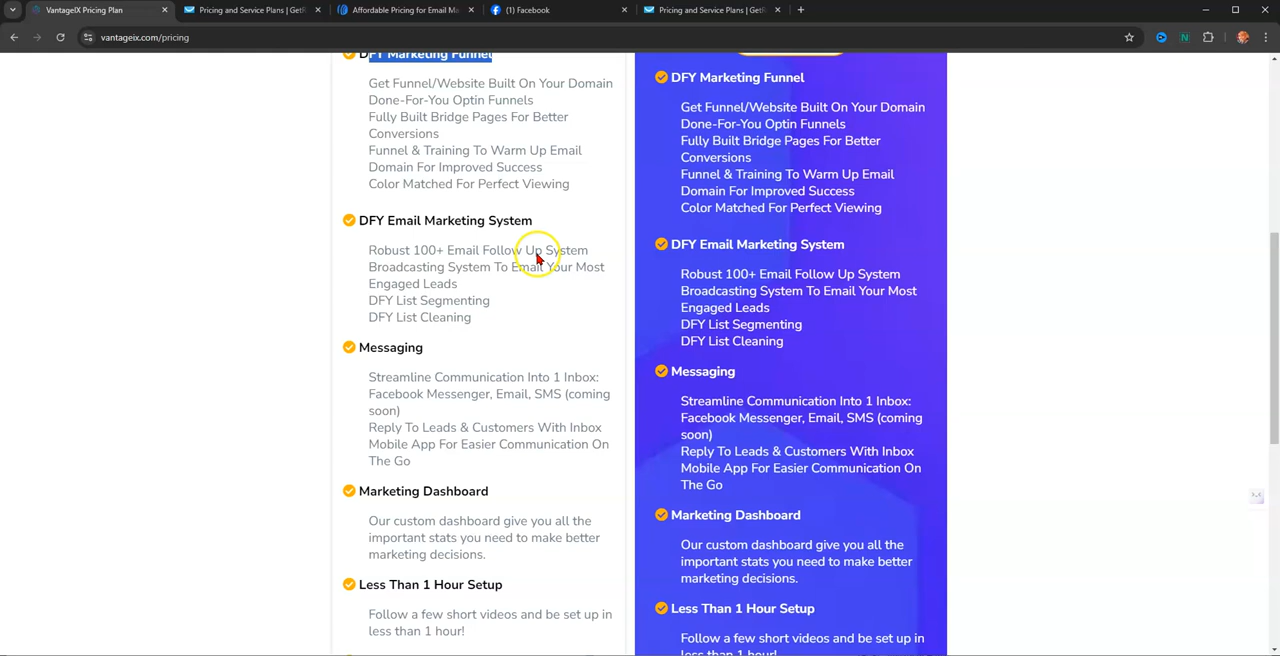 VantageIX Pricing Plan
Pricing and Service Plans | GetR
Affordable Pricing for Email Ma
(1) Facebook
Pricing and Service Plans | GetR
vantageix.com/pricing
DFY Marketing Funnel
Get Funnel/Website Built On Your Domain
Done-For-You Optin Funnels
Fully Built Bridge Pages For Better
Conversions
Funnel & Training To Warm Up Email
Domain For Improved Success
Color Matched For Perfect Viewing
DFY Email Marketing System
Robust 100+ Email Follow Up System
Broadcasting System To Email Your Most
Engaged Leads
DFY List Segmenting
DFY List Cleaning
Messaging
Streamline Communication Into 1 Inbox:
Facebook Messenger, Email, SMS (coming
soon)
Reply To Leads & Customers With Inbox
Mobile App For Easier Communication On
The Go
Marketing Dashboard
Our custom dashboard give you all the
important stats you need to make better
marketing decisions.
Less Than 1 Hour Setup
Follow a few short videos and be set up in
less than 1 hour!
DFY Marketing Funnel
Get Funnel/Website Built On Your Domain
Done-For-You Optin Funnels
Fully Built Bridge Pages For Better
Conversions
Funnel & Training To Warm Up Email
Domain For Improved Success
Color Matched For Perfect Viewing
DFY Email Marketing System
Robust 100+ Email Follow Up System
Broadcasting System To Email Your Most
Engaged Leads
DFY List Segmenting
DFY List Cleaning
Messaging
Streamline Communication Into 1 Inbox:
Facebook Messenger, Email, SMS (coming
soon)
Reply To Leads & Customers With Inbox
Mobile App For Easier Communication On
The Go
Marketing Dashboard
Our custom dashboard give you all the
important stats you need to make better
marketing decisions.
Less Than 1 Hour Setup
Follow a few short videos and be set up in
less than 1 hour!